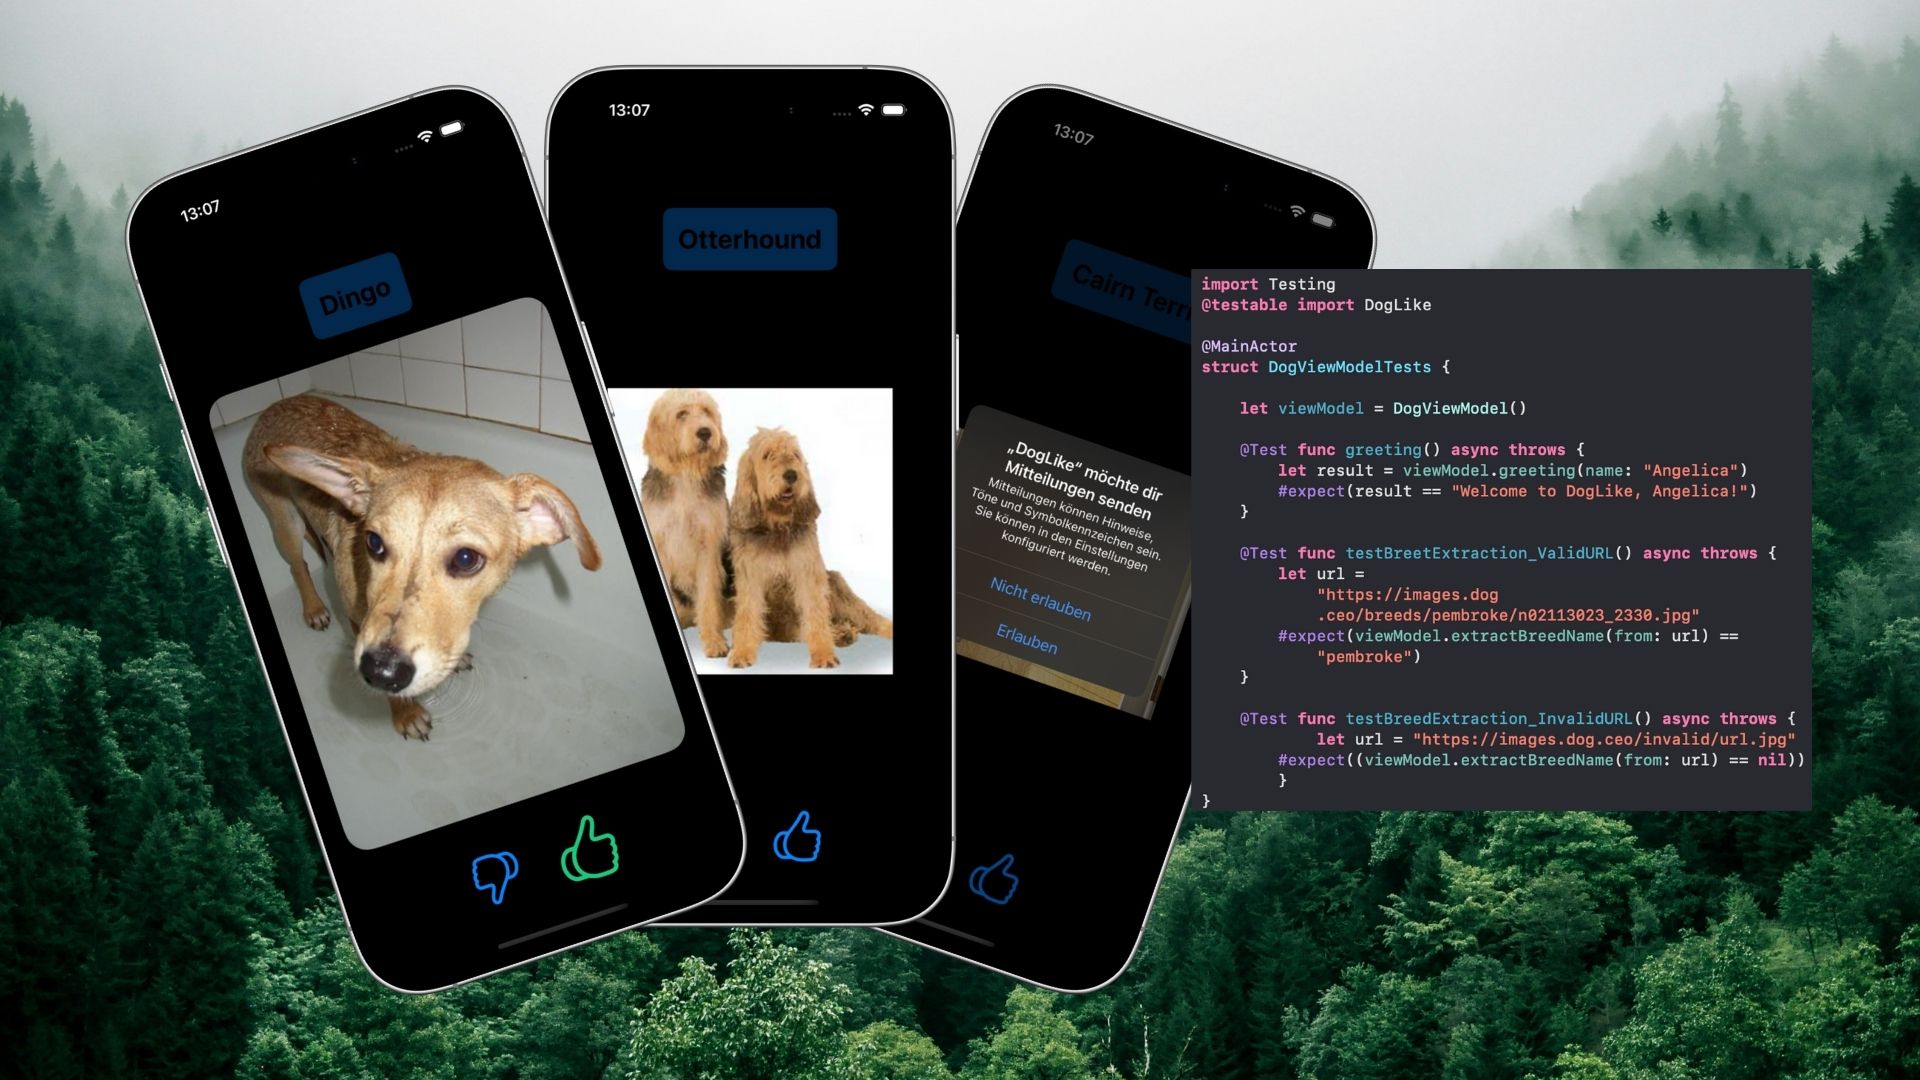 13:07
Dingo
13:07
Otterhound
13:07
Cairn Terri
„DogLike“ möchte dir
Mitteilungen senden
Mitteilungen können Hinweise,
Töne und Symbolkennzeichen sein.
Sie können in den Einstellungen
konfiguriert werden.
Nicht erlauben
Erlauben
import Testing
@testable import DogLike
@MainActor
struct DogViewModelTests {
let viewModel = DogViewModel()
@Test func greeting() async throws {
let result = viewModel.greeting(name: "Angelica")
#expect(result == "Welcome to DogLike, Angelica!")
}
@Test func testBreetExtraction_ValidURL() async throws {
let url =
"https://images.dog
.ceo/breeds/pembroke/n02113023_2330.jpg"
#expect(viewModel.extractBreedName(from: url) ==
"pembroke")
}
@Test func testBreedExtraction_InvalidURL() async throws {
let url = "https://images.dog.ceo/invalid/url.jpg"
#expect((viewModel.extractBreedName(from: url) == nil))
}
}